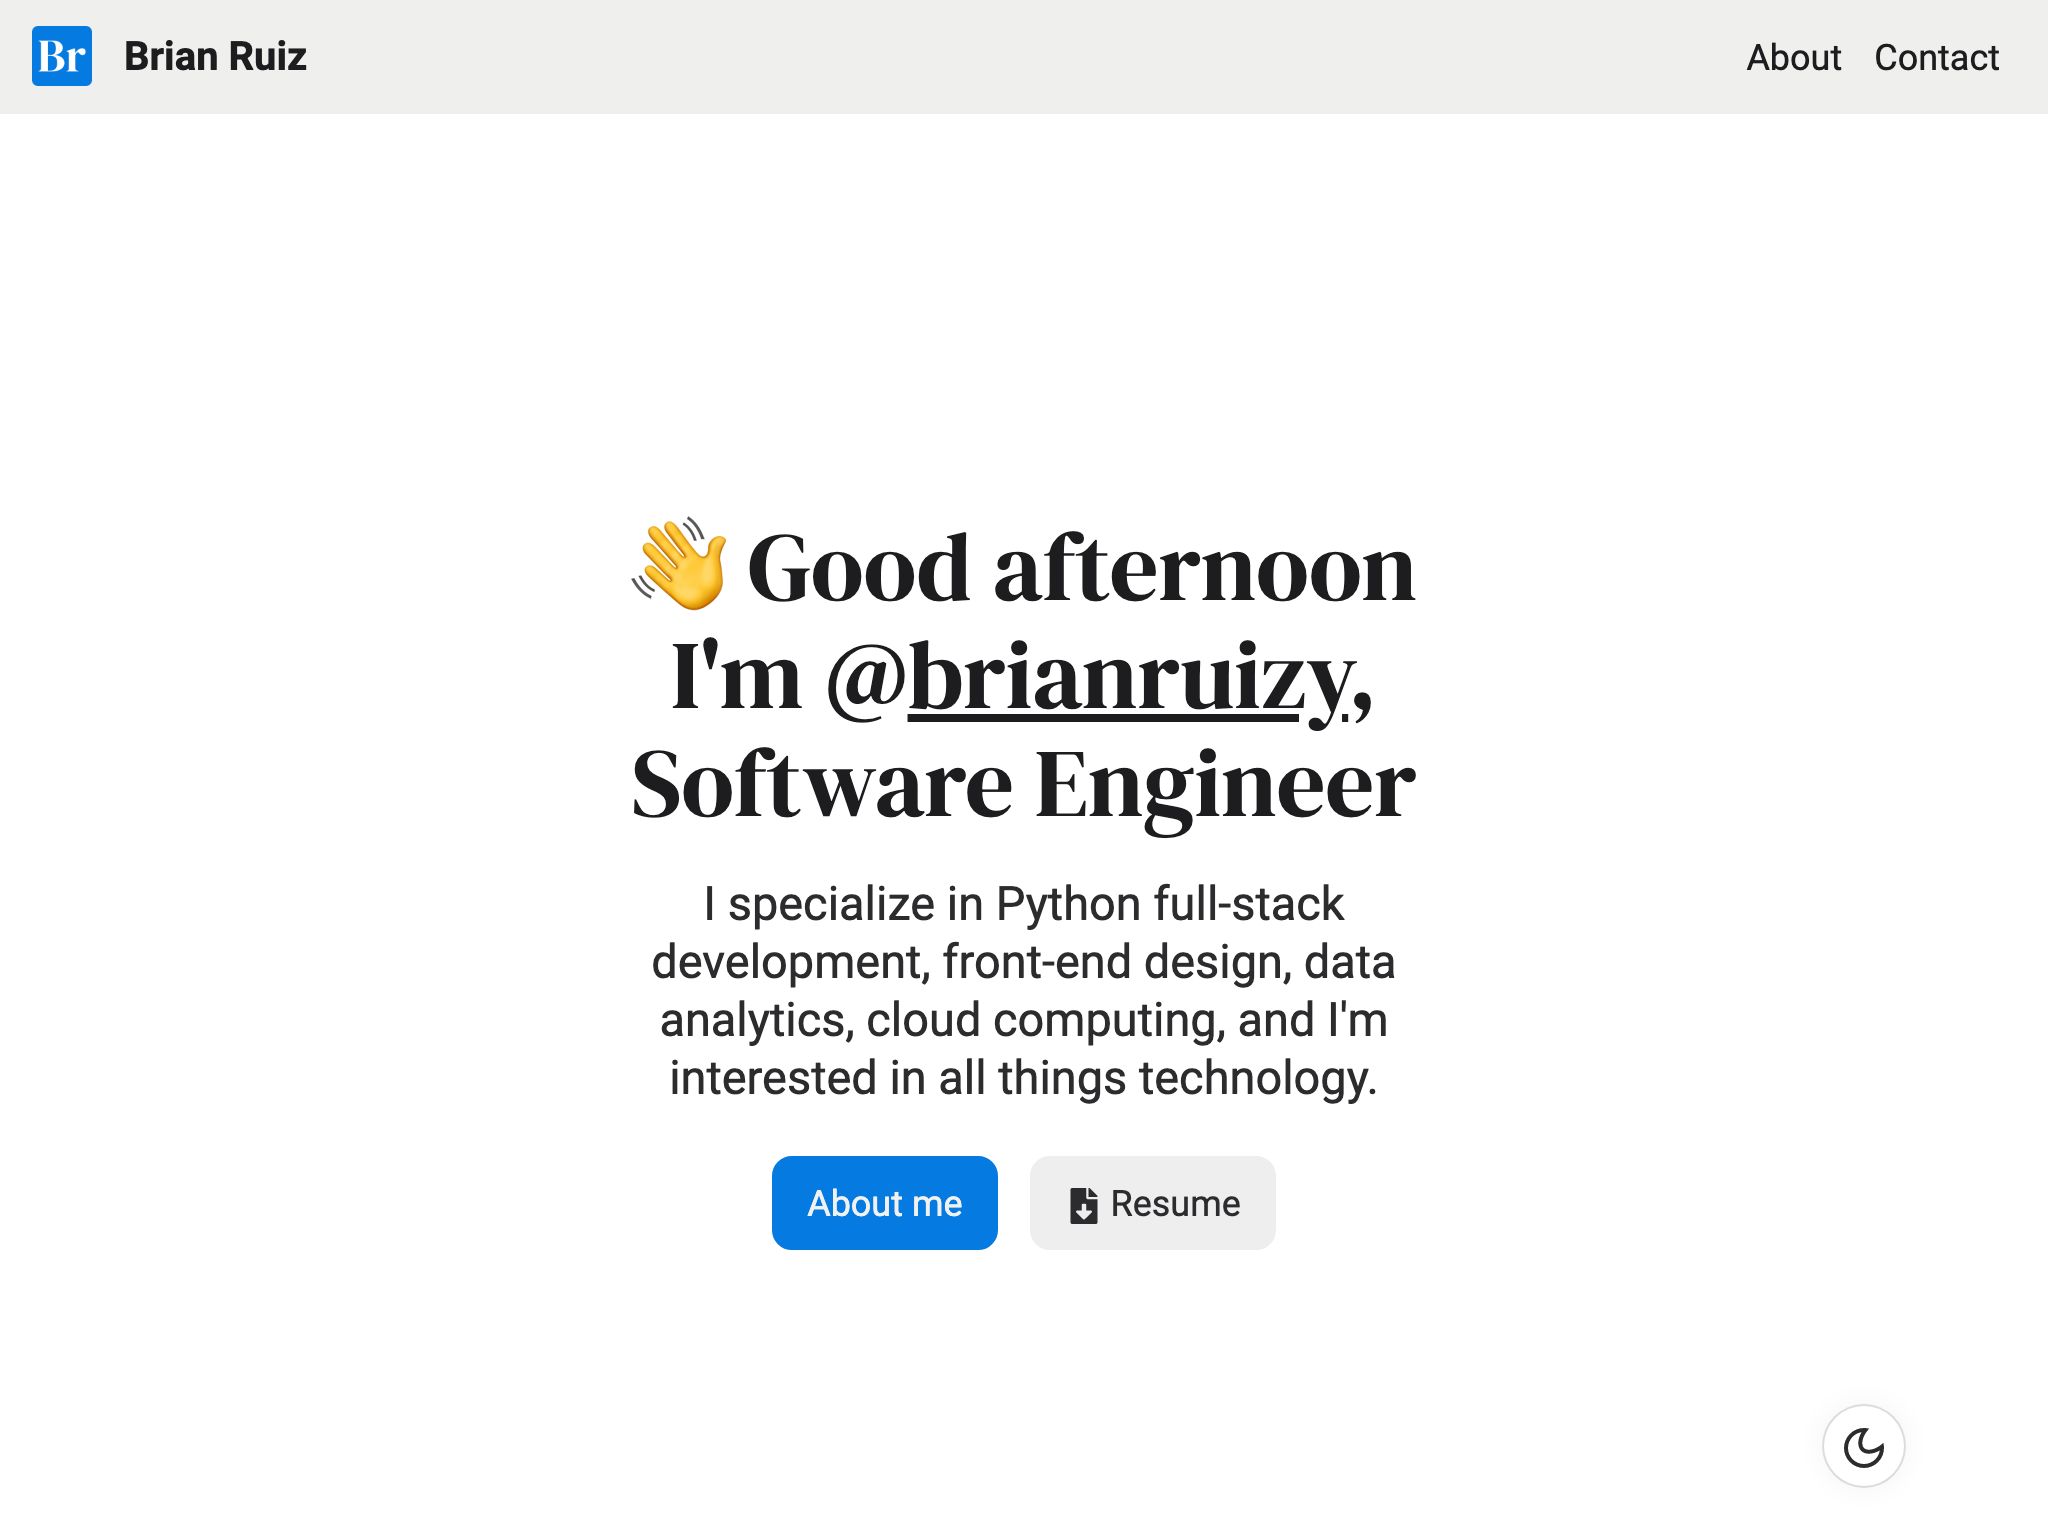 Br Brian Ruiz
About Contact
👋 Good afternoon
I'm @brianruizy,
Software Engineer
I specialize in Python full-stack
development, front-end design, data
analytics, cloud computing, and I'm
interested in all things technology.
About me
Resume